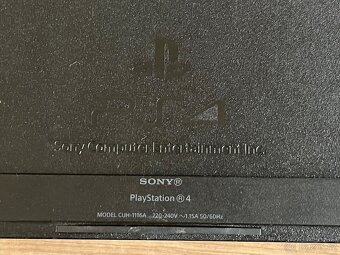 PS4
Sony Computer Entertainment Inc.
SONY®
PlayStation®4
MODEL CUH-1116A 220-240V ~ 1.15A 50/60Hz